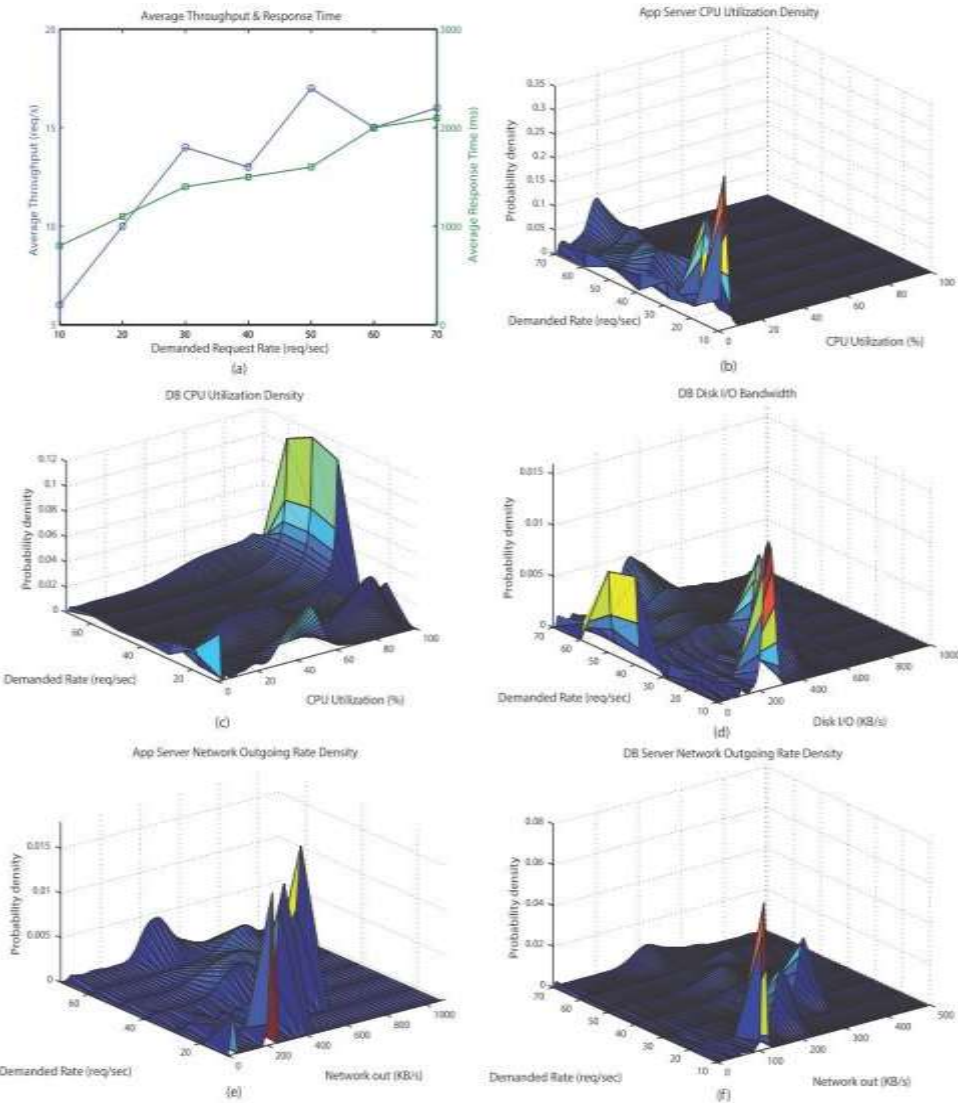 Average Throughput & Response Time
20
15
10
5
Average Throughput (req/s)
3000
2000
1000
0
Average Response Time (ms)
10 20 30 40 50 60 70
Demanded Request Rate (req/sec)
(a)
App Server CPU Utilization Density
0.35
0.3
0.25
0.2
0.15
0.1
0.05
0
Probability density
70 60 50 40 30 20 10
Demanded Rate (req/sec)
0 20 40 60 80 100
CPU Utilization (%)
(b)
DB CPU Utilization Density
0.12
0.1
0.08
0.06
0.04
0.02
0
Probability density
60 40 20
Demanded Rate (req/sec)
0 20 40 60 80 100
CPU Utilization (%)
(c)
DB Disk I/O Bandwidth
0.015
0.01
0.005
0
Probability density
70 60 50 40 30 20 10
Demanded Rate (req/sec)
0 200 400 600 800 1000
Disk I/O (KB/s)
(d)
App Server Network Outgoing Rate Density
0.015
0.01
0.005
0
Probability density
60 40 20
Demanded Rate (req/sec)
0 200 400 600 800 1000
Network out (KB/s)
(e)
DB Server Network Outgoing Rate Density
0.08
0.06
0.04
0.02
0
Probability density
70 60 50 40 30 20 10
Demanded Rate (req/sec)
0 100 200 300 400 500
Network out (KB/s)
(f)